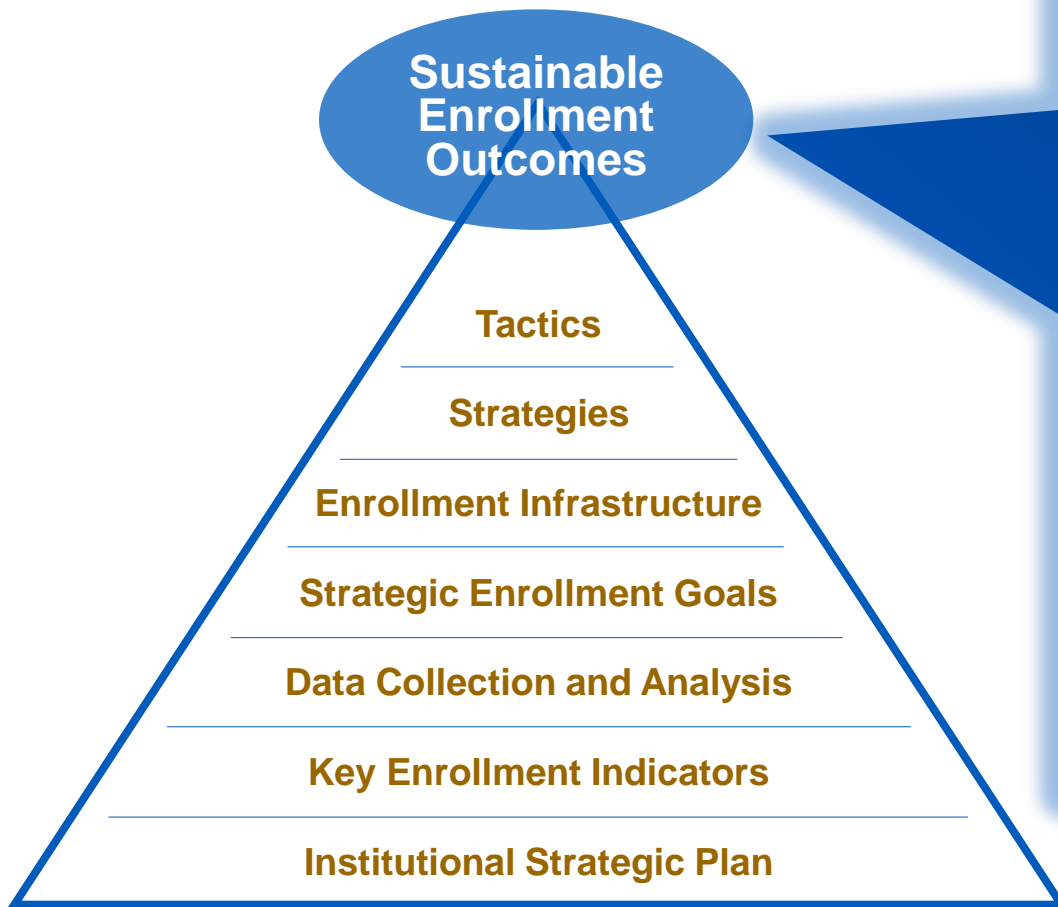 Sustainable
Enrollment
Outcomes
Tactics
Strategies
Enrollment Infrastructure
Strategic Enrollment Goals
Data Collection and Analysis
Key Enrollment Indicators
Institutional Strategic Plan